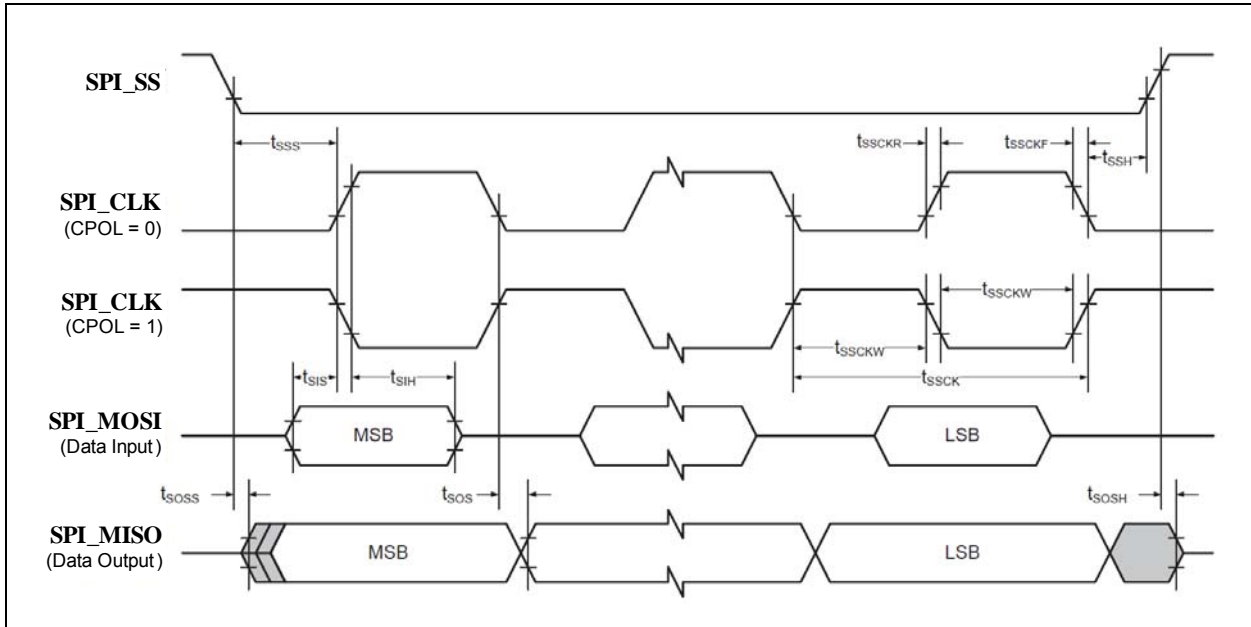 SPI_SS
tSSS
tSSCKR
tSSCKF
tSSH
SPI_CLK
(CPOL = 0)
SPI_CLK
(CPOL = 1)
tSSCKW
tSSCKW
tSSCK
tSIS
tSIH
SPI_MOSI
(Data Input)
MSB
LSB
tSOSS
tSOS
tSOSH
SPI_MISO
(Data Output)
MSB
LSB